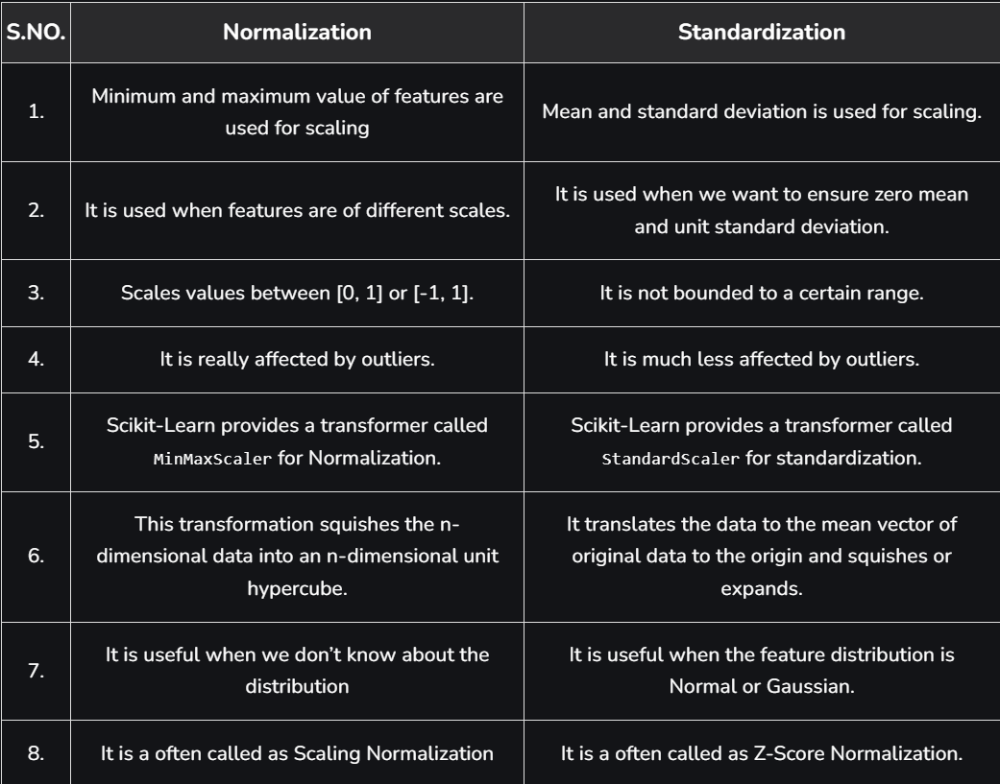 S.NO. Normalization Standardization
1. Minimum and maximum value of features are
used for scaling
Mean and standard deviation is used for scaling.
2. It is used when features are of different scales.
It is used when we want to ensure zero mean
and unit standard deviation.
3. Scales values between [0, 1] or [-1, 1].
It is not bounded to a certain range.
4. It is really affected by outliers.
It is much less affected by outliers.
5. Scikit-Learn provides a transformer called
MinMaxScaler for Normalization.
Scikit-Learn provides a transformer called
StandardScaler for standardization.
6. This transformation squishes the n-
dimensional data into an n-dimensional unit
hypercube.
It translates the data to the mean vector of
original data to the origin and squishes or
expands.
7. It is useful when we don’t know about the
distribution
It is useful when the feature distribution is
Normal or Gaussian.
8. It is a often called as Scaling Normalization
It is a often called as Z-Score Normalization.